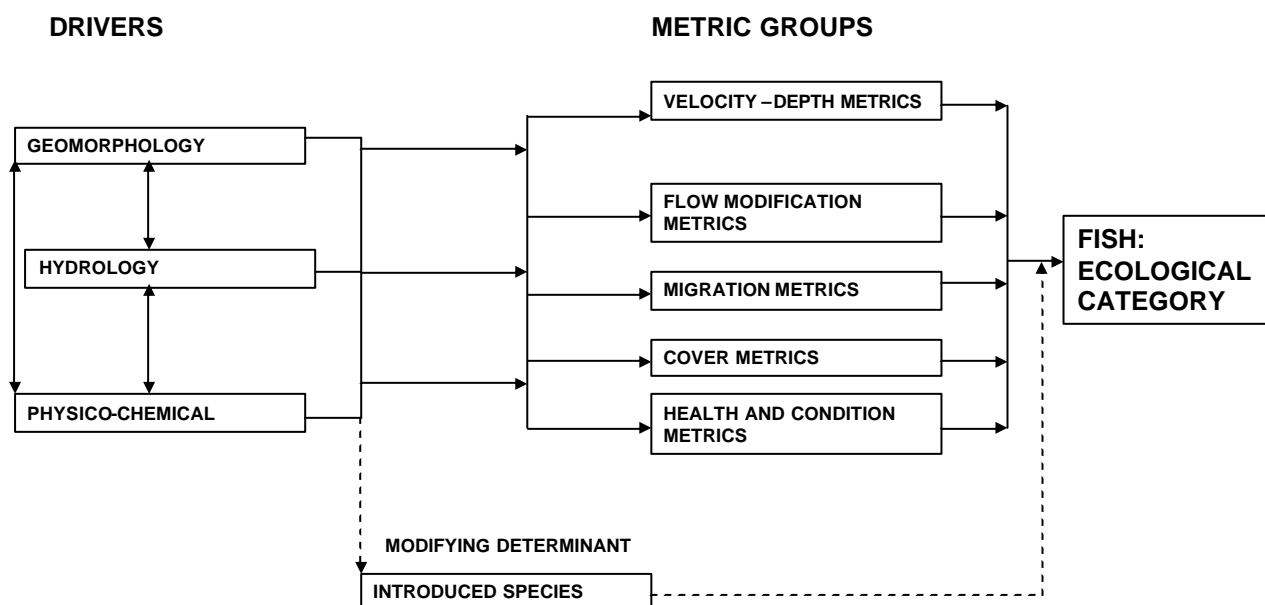 DRIVERS
METRIC GROUPS
VELOCITY –DEPTH METRICS
GEOMORPHOLOGY
FLOW MODIFICATION
METRICS
HYDROLOGY
MIGRATION METRICS
FISH:
ECOLOGICAL
CATEGORY
COVER METRICS
PHYSICO-CHEMICAL
HEALTH AND CONDITION
METRICS
MODIFYING DETERMINANT
INTRODUCED SPECIES